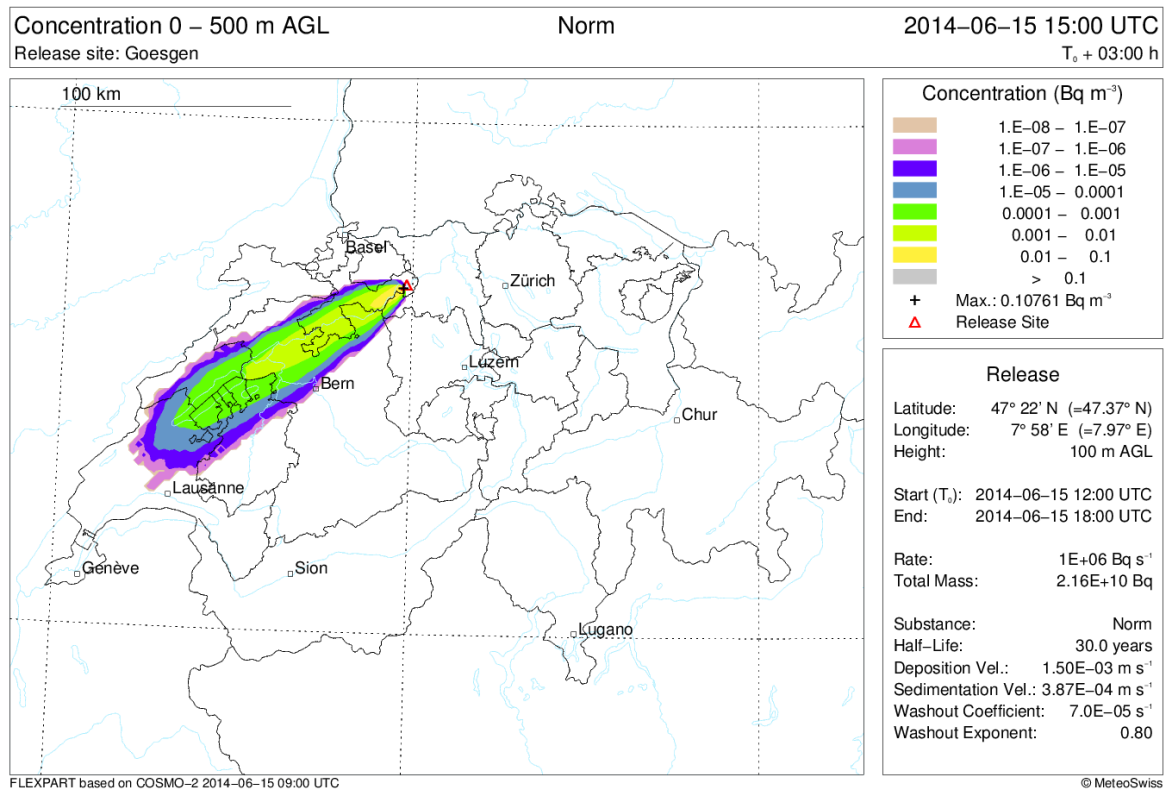 Concentration 0 − 500 m AGL
Norm
2014−06−15 15:00 UTC
Release site: Goesgen
T₀ + 03:00 h
100 km
Basel
Zürich
Luzern
Bern
Chur
Lausanne
Genève
Sion
Lugano
Concentration (Bq m⁻³)
1.E−08 − 1.E−07
1.E−07 − 1.E−06
1.E−06 − 1.E−05
1.E−05 − 0.0001
0.0001 − 0.001
0.001 − 0.01
0.01 − 0.1
> 0.1
+ Max.: 0.10761 Bq m⁻³
Release Site
Release
Latitude: 47° 22' N (=47.37° N)
Longitude: 7° 58' E (=7.97° E)
Height: 100 m AGL
Start (T₀): 2014−06−15 12:00 UTC
End: 2014−06−15 18:00 UTC
Rate: 1E+06 Bq s⁻¹
Total Mass: 2.16E+10 Bq
Substance: Norm
Half−Life: 30.0 years
Deposition Vel.: 1.50E−03 m s⁻¹
Sedimentation Vel.: 3.87E−04 m s⁻¹
Washout Coefficient: 7.0E−05 s⁻¹
Washout Exponent: 0.80
FLEXPART based on COSMO−2 2014−06−15 09:00 UTC
© MeteoSwiss